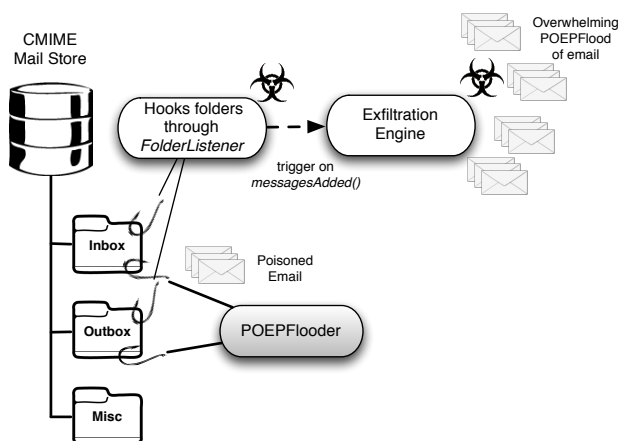 CMIME
Mail Store
Hooks folders
through
FolderListener
trigger on
messagesAdded()
Exfiltration
Engine
Overwhelming
POEPFlood
of email
Inbox
Outbox
Misc
Poisoned
Email
POEPFlooder